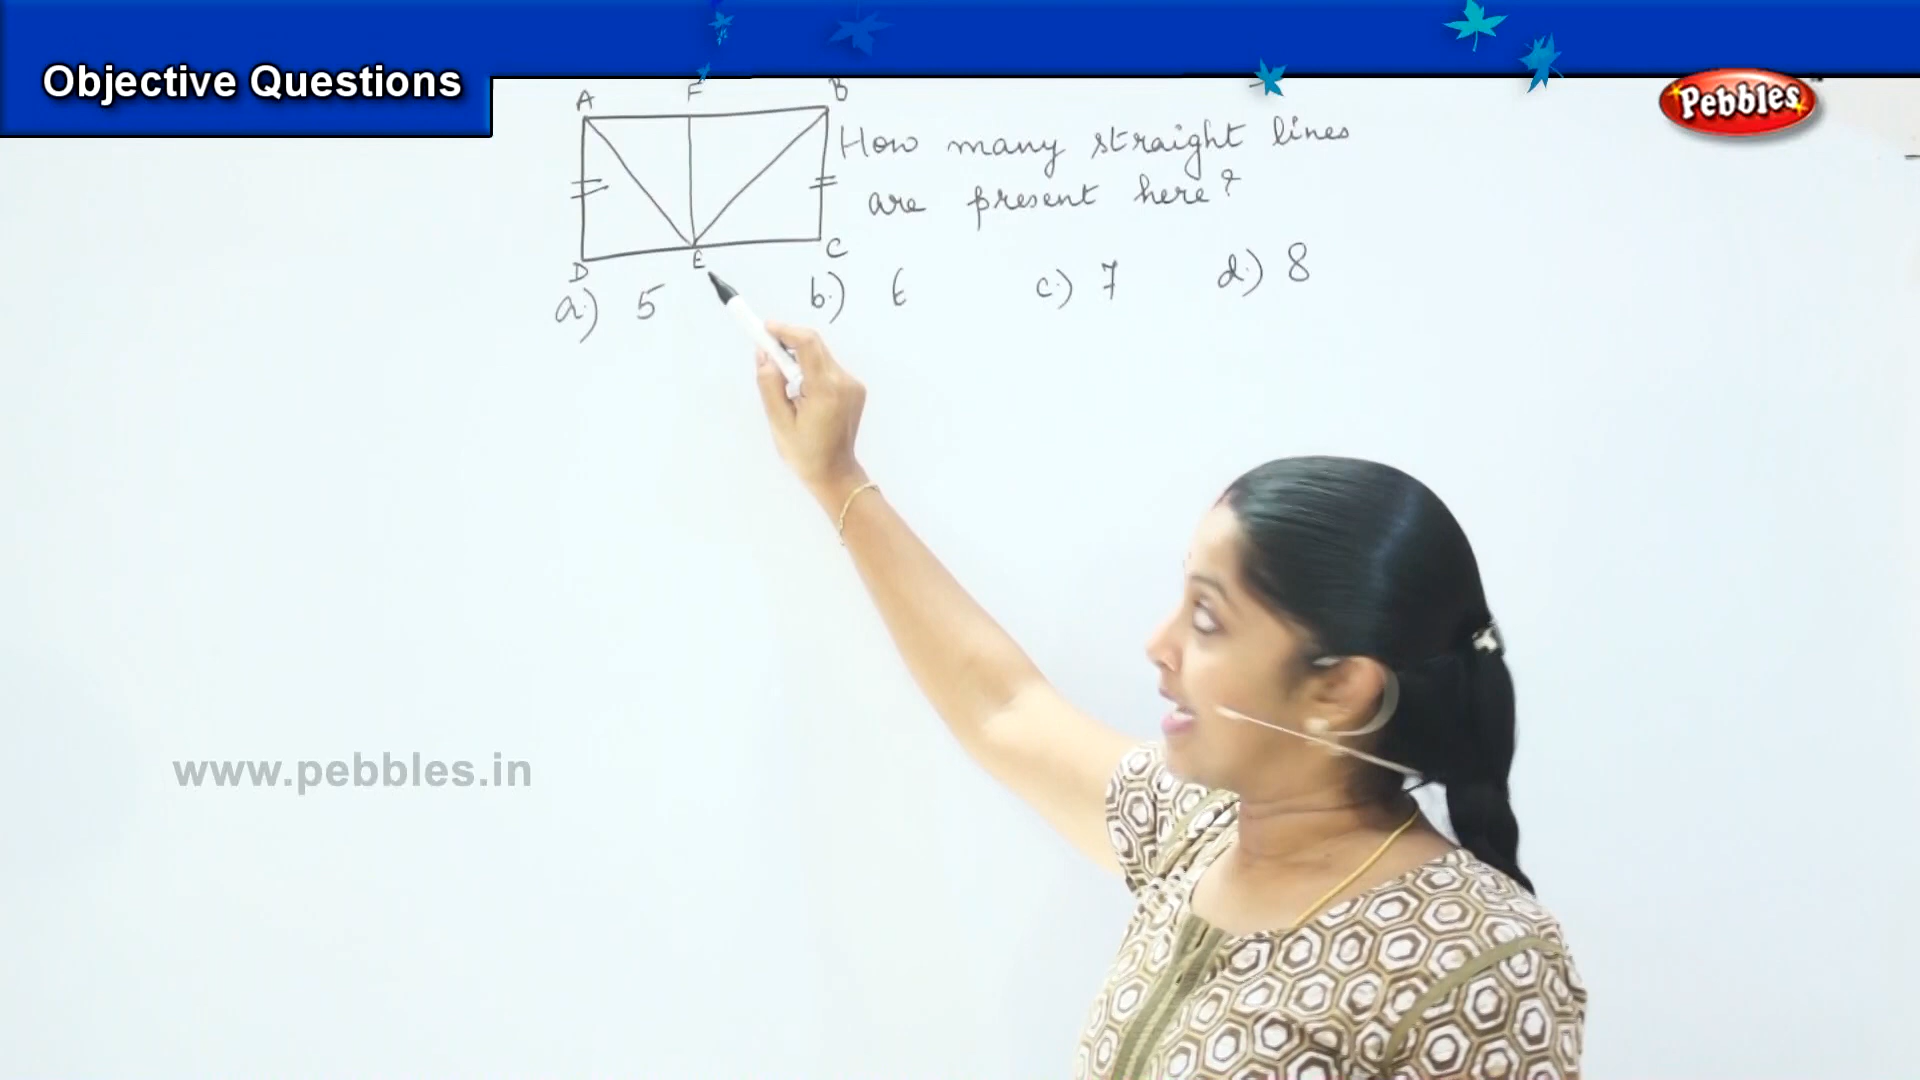 Objective Questions
Pebbles
A F B
How many straight lines
are present here?
D E C
a.) 5 b.) 6 c.) 7 d.) 8
www.pebbles.in